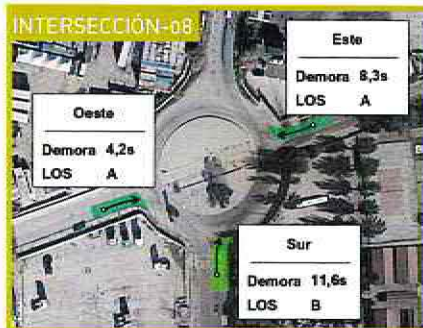 INTERSECCIÓN-08
Este
Demora 8,3s
LOS A
Oeste
Demora 4,2s
LOS A
Sur
Demora 11,6s
LOS B